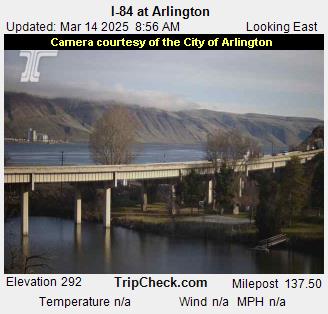 I-84 at Arlington
Updated: Mar 14 2025 8:56 AM Looking East
Camera courtesy of the City of Arlington
Elevation 292 TripCheck.com Milepost 137.50
Temperature n/a Wind n/a MPH n/a